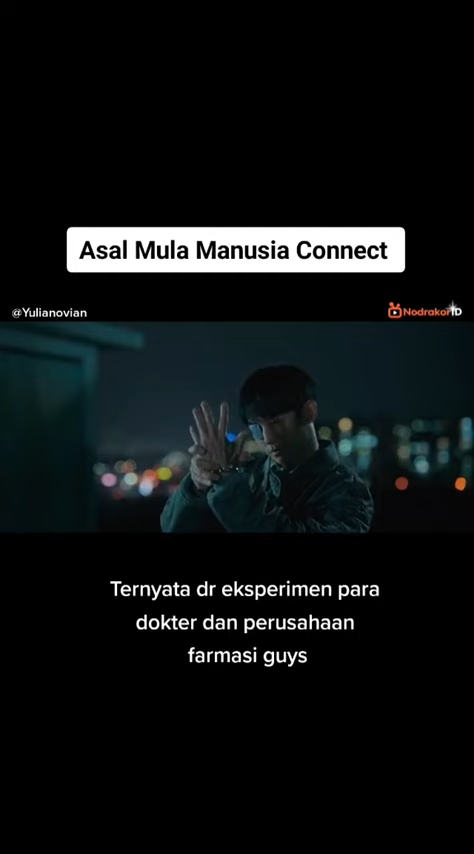 Asal Mula Manusia Connect
@Yulianovian
NodrakorID
Ternyata dr eksperimen para
dokter dan perusahaan
farmasi guys